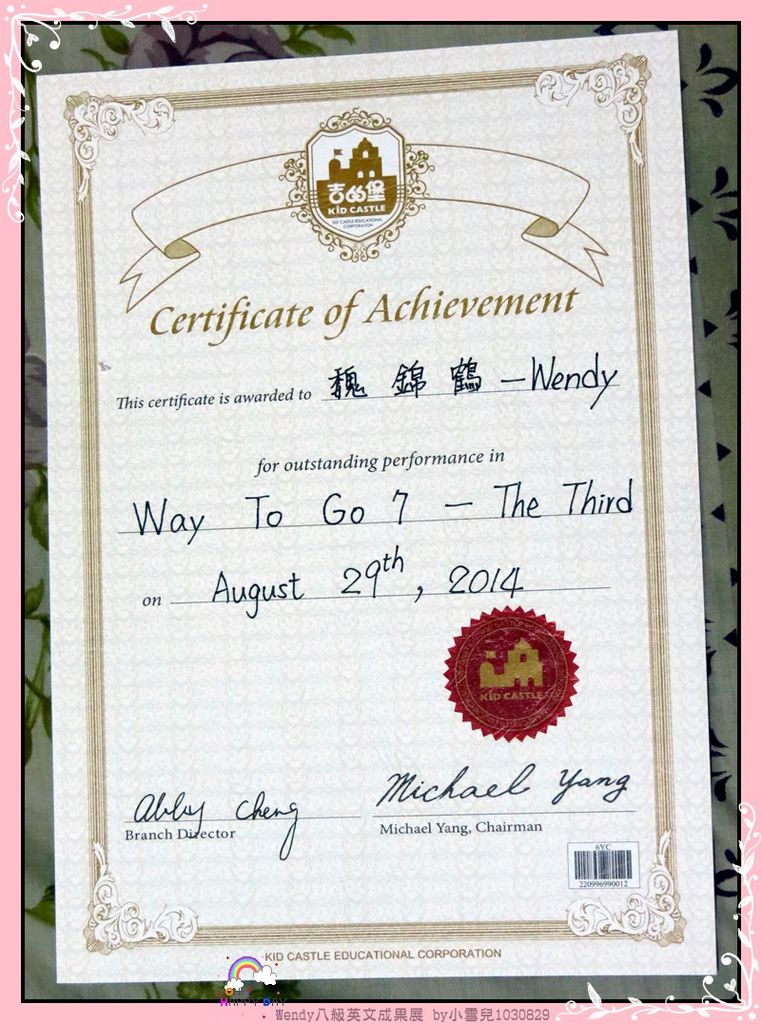 吉的堡
KID CASTLE
KID CASTLE EDUCATIONAL
CORPORATION
Certificate of Achievement
This certificate is awarded to 魏 錦 鶴 – Wendy
for outstanding performance in
Way To Go 7 – The Third
on August 29th, 2014
KID CASTLE
Abby Cheng
Branch Director
Michael Yang
Michael Yang, Chairman
6YC
220996990012
KID CASTLE EDUCATIONAL CORPORATION
HAPPY DAY
Wendy八級英文成果展 by小雪兒1030829